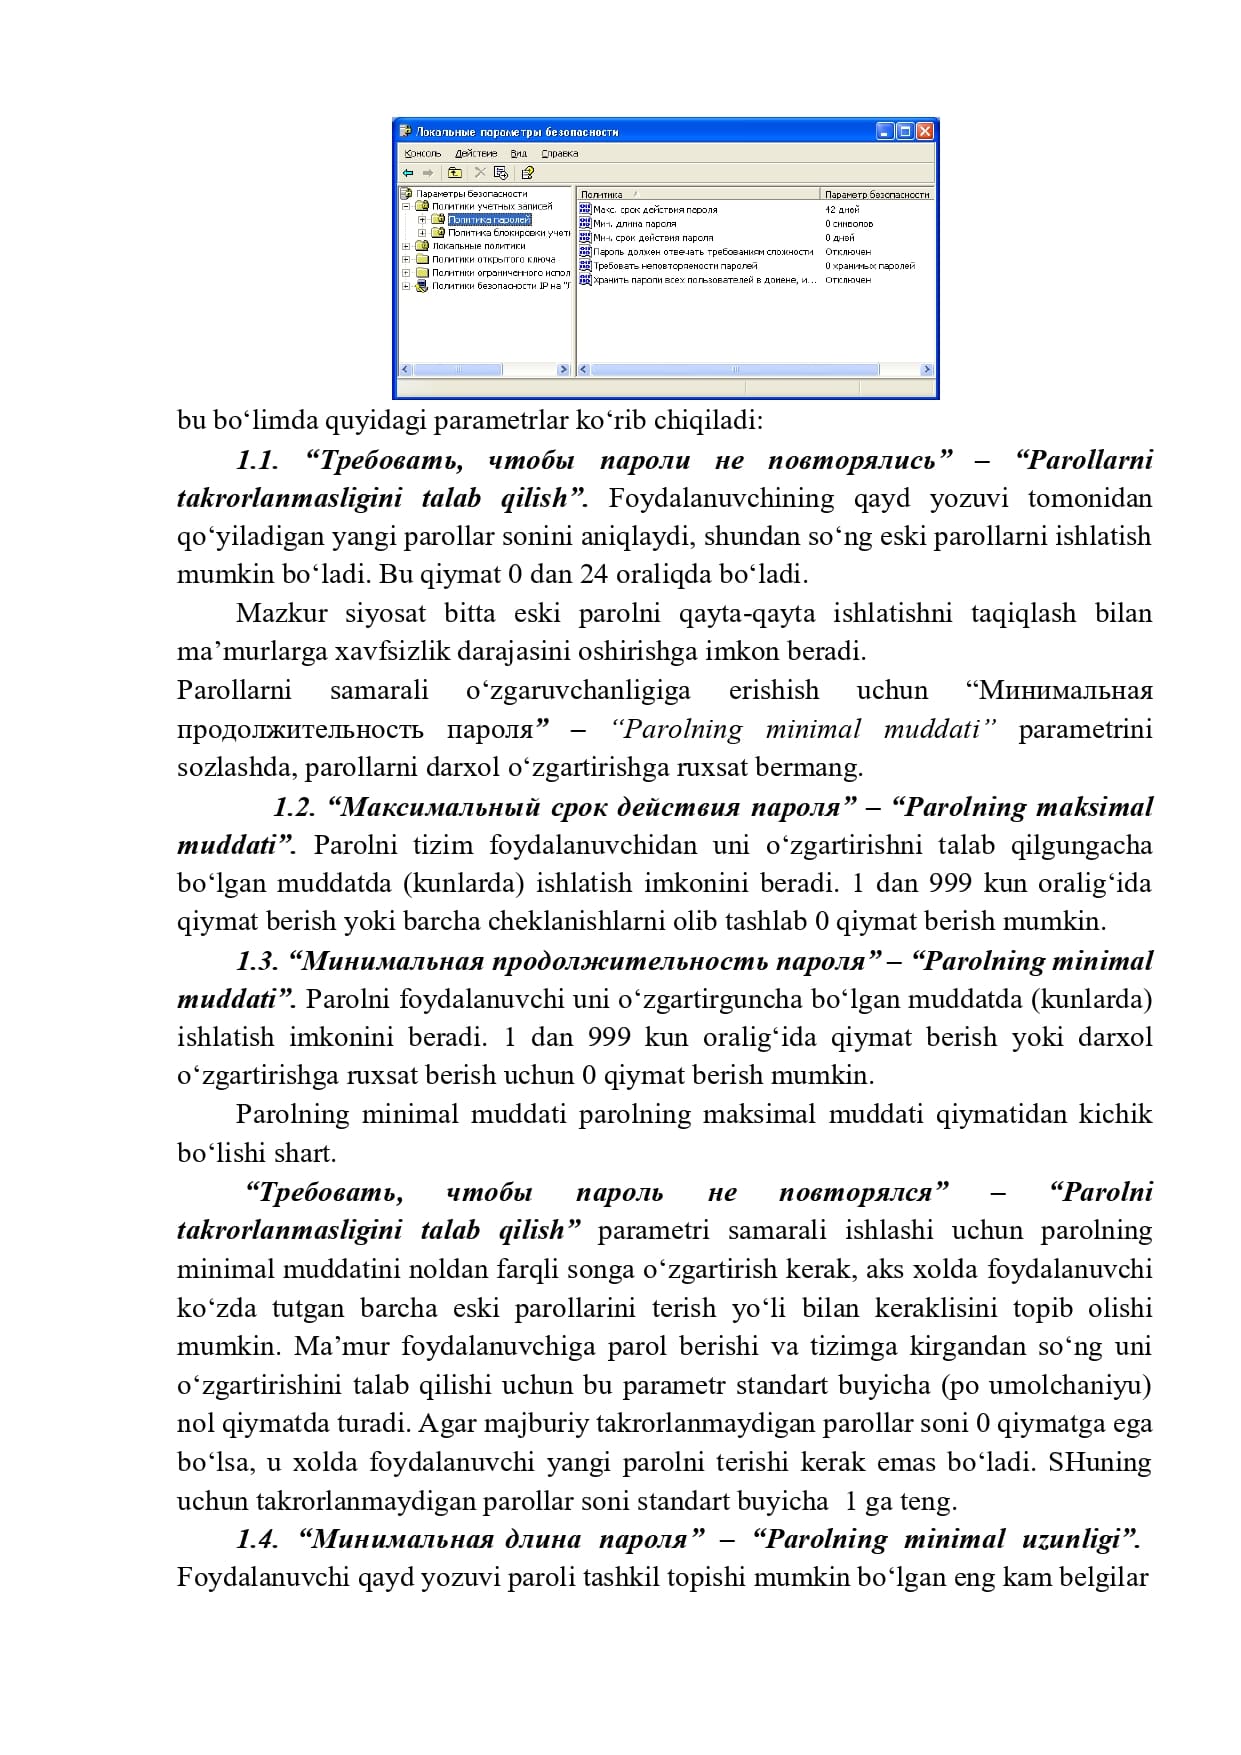 Локальные параметры безопасности
Консоль Действие Вид Справка
Параметры безопасности
Политики учетных записей
Политика паролей
Политика блокировки учет
Локальные политики
Политики открытого ключа
Политики ограниченного испол
Политики безопасности IP на "Л
Политика Параметр безопасности
Макс. срок действия пароля 42 дней
Мин. длина пароля 0 символов
Мин. срок действия пароля 0 дней
Пароль должен отвечать требованиям сложности Отключен
Требовать неповторяемости паролей 0 хранимых паролей
Хранить пароли всех пользователей в домене, и... Отключен
bu bo‘limda quyidagi parametrlar ko‘rib chiqiladi:
1.1. “Требовать, чтобы пароли не повторялись” – “Parollarni
takrorlanmasligini talab qilish”. Foydalanuvchining qayd yozuvi tomonidan
qo‘yiladigan yangi parollar sonini aniqlaydi, shundan so‘ng eski parollarni ishlatish
mumkin bo‘ladi. Bu qiymat 0 dan 24 oraliqda bo‘ladi.
Mazkur siyosat bitta eski parolni qayta-qayta ishlatishni taqiqlash bilan
ma’murlarga xavfsizlik darajasini oshirishga imkon beradi.
Parollarni samarali o‘zgaruvchanligiga erishish uchun “Минимальная
продолжительность пароля” – “Parolning minimal muddati” parametrini
sozlashda, parollarni darxol o‘zgartirishga ruxsat bermang.
1.2. “Максимальный срок действия пароля” – “Parolning maksimal
muddati”. Parolni tizim foydalanuvchidan uni o‘zgartirishni talab qilgungacha
bo‘lgan muddatda (kunlarda) ishlatish imkonini beradi. 1 dan 999 kun oralig‘ida
qiymat berish yoki barcha cheklanishlarni olib tashlab 0 qiymat berish mumkin.
1.3. “Минимальная продолжительность пароля” – “Parolning minimal
muddati”. Parolni foydalanuvchi uni o‘zgartirguncha bo‘lgan muddatda (kunlarda)
ishlatish imkonini beradi. 1 dan 999 kun oralig‘ida qiymat berish yoki darxol
o‘zgartirishga ruxsat berish uchun 0 qiymat berish mumkin.
Parolning minimal muddati parolning maksimal muddati qiymatidan kichik
bo‘lishi shart.
“Требовать, чтобы пароль не повторялся” – “Parolni
takrorlanmasligini talab qilish” parametri samarali ishlashi uchun parolning
minimal muddatini noldan farqli songa o‘zgartirish kerak, aks xolda foydalanuvchi
ko‘zda tutgan barcha eski parollarini terish yo‘li bilan keraklisini topib olishi
mumkin. Ma’mur foydalanuvchiga parol berishi va tizimga kirgandan so‘ng uni
o‘zgartirishini talab qilishi uchun bu parametr standart buyicha (po umolchaniyu)
nol qiymatda turadi. Agar majburiy takrorlanmaydigan parollar soni 0 qiymatga ega
bo‘lsa, u xolda foydalanuvchi yangi parolni terishi kerak emas bo‘ladi. SHuning
uchun takrorlanmaydigan parollar soni standart buyicha 1 ga teng.
1.4. “Минимальная длина пароля” – “Parolning minimal uzunligi”.
Foydalanuvchi qayd yozuvi paroli tashkil topishi mumkin bo‘lgan eng kam belgilar